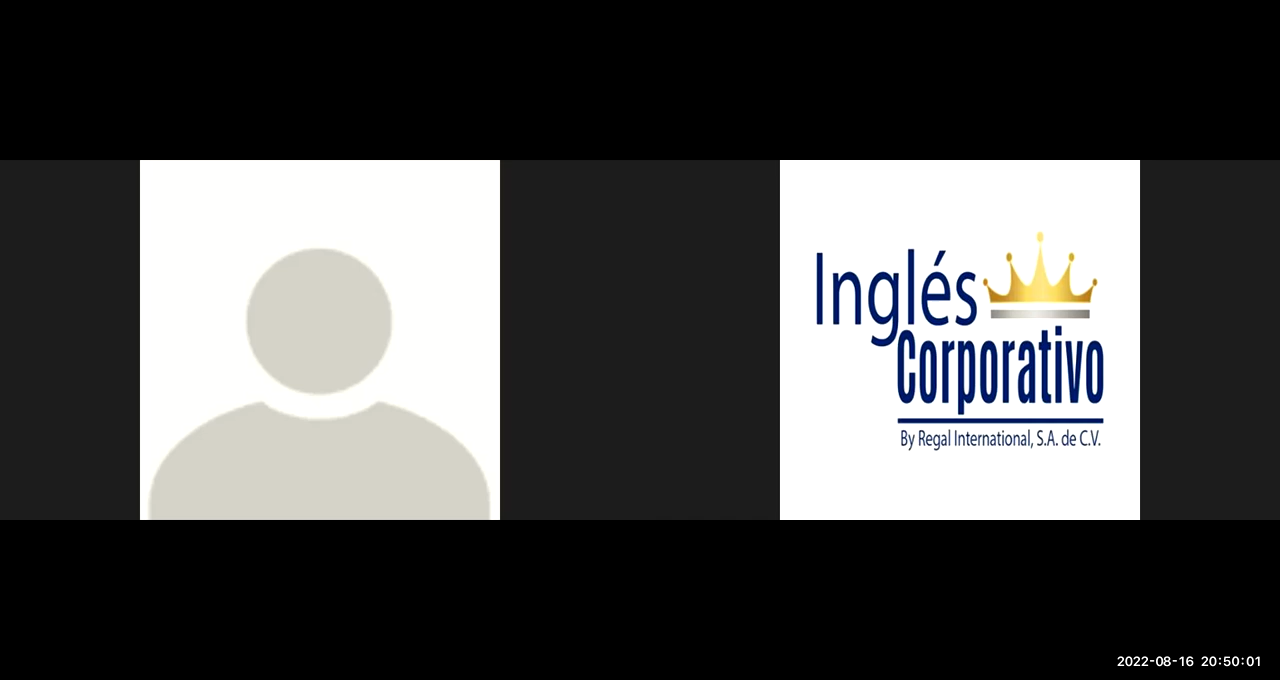 Inglés
Corporativo
By Regal International, S.A. de C.V.
2022-08-16 20:50:01